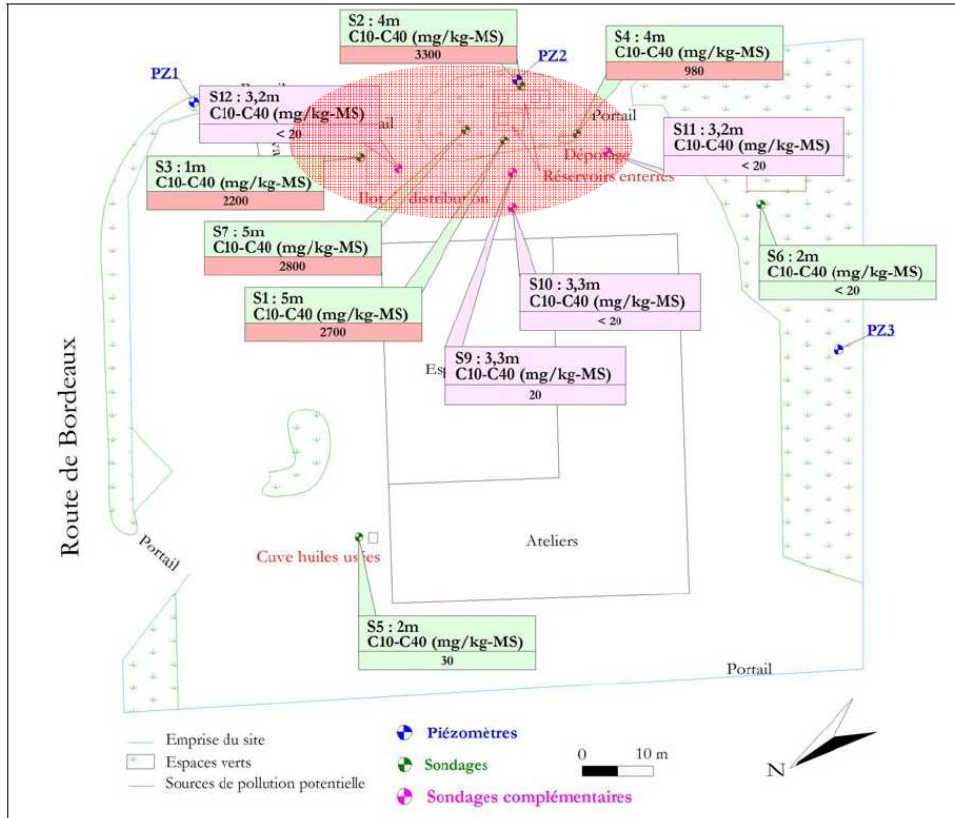 S2 : 4m
C10-C40 (mg/kg-MS)
3300
S4 : 4m
C10-C40 (mg/kg-MS)
980
PZ1
PZ2
S12 : 3,2m
C10-C40 (mg/kg-MS)
< 20
Portail
S11 : 3,2m
C10-C40 (mg/kg-MS)
< 20
S3 : 1m
C10-C40 (mg/kg-MS)
2200
Dépotage
Réservoirs enterrés
Ilot distribution
S7 : 5m
C10-C40 (mg/kg-MS)
2800
S6 : 2m
C10-C40 (mg/kg-MS)
< 20
S1 : 5m
C10-C40 (mg/kg-MS)
2700
S10 : 3,3m
C10-C40 (mg/kg-MS)
< 20
PZ3
S9 : 3,3m
C10-C40 (mg/kg-MS)
20
Route de Bordeaux
Portail
Ateliers
Cuve huiles usées
S5 : 2m
C10-C40 (mg/kg-MS)
30
Portail
Emprise du site
Espaces verts
Sources de pollution potentielle
Piézomètres
Sondages
Sondages complémentaires
0 10 m
N